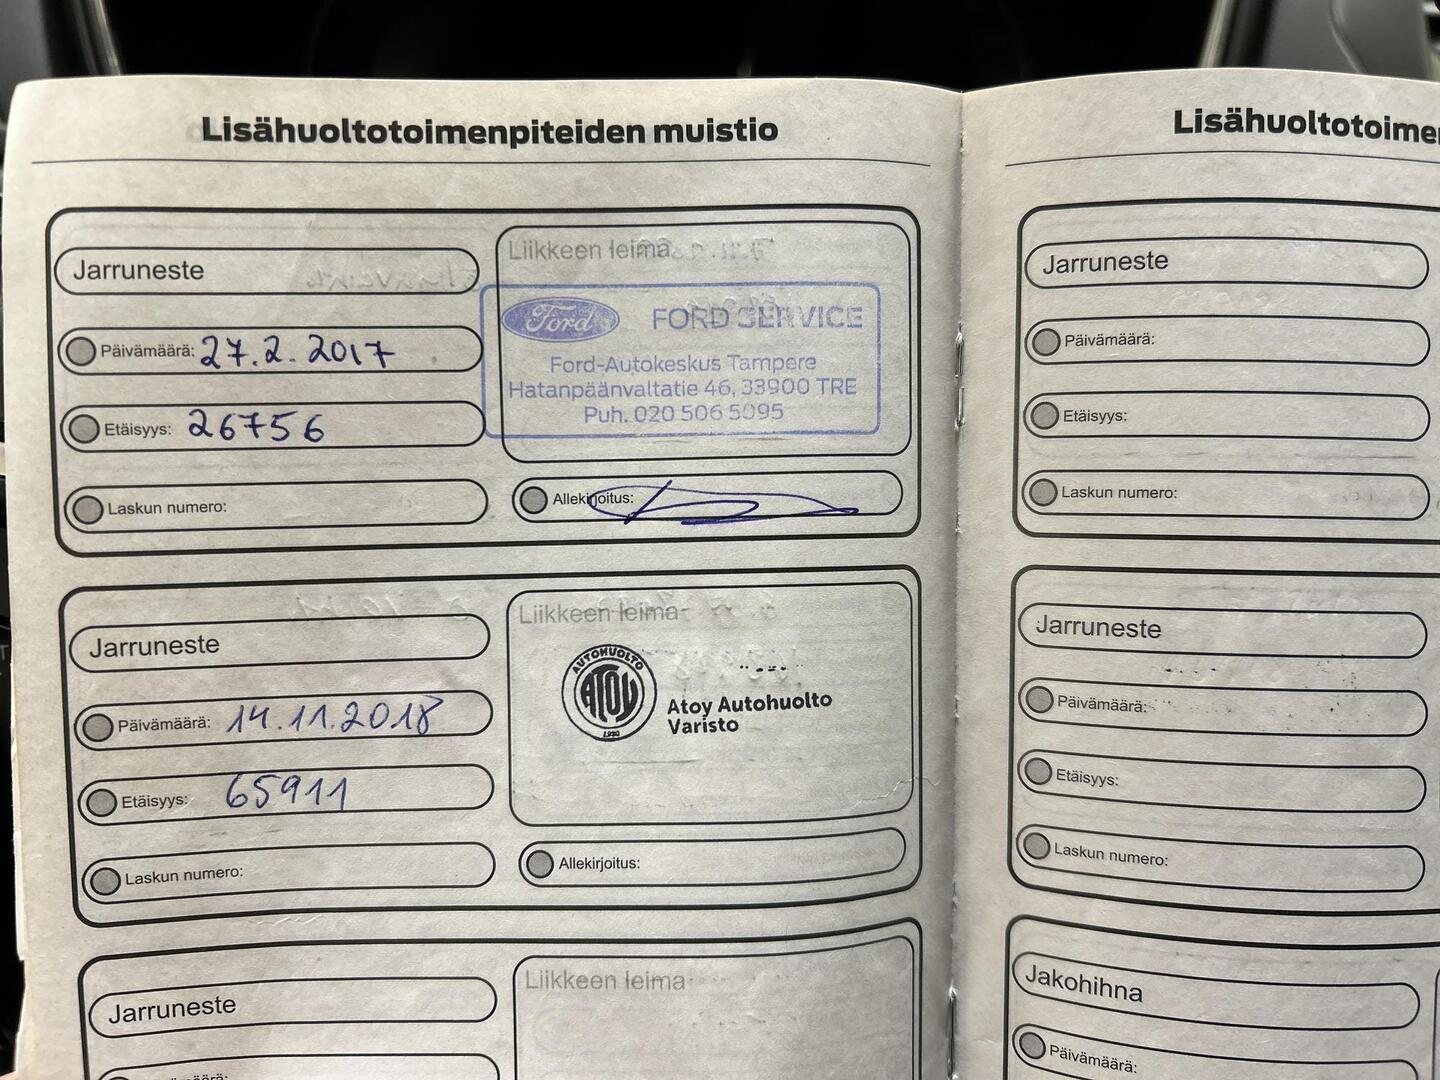 Lisähuoltotoimenpiteiden muistio
Jarruneste
Päivämäärä: 27.2.2017
Etäisyys: 26756
Laskun numero:
Liikkeen leima
Ford FORD SERVICE
Ford-Autokeskus Tampere
Hatanpäänvaltatie 46, 33900 TRE
Puh. 020 506 5095
Allekirjoitus:
Jarruneste
Päivämäärä: 14.11.2018
Etäisyys: 65911
Laskun numero:
Liikkeen leima
AUTOHUOLTO
ATOY
1930
Atoy Autohuolto
Varisto
Allekirjoitus:
Jarruneste
Liikkeen leima
Lisähuoltotoime
Jarruneste
Päivämäärä:
Etäisyys:
Laskun numero:
Jarruneste
Päivämäärä:
Etäisyys:
Laskun numero:
Jakohihna
Päivämäärä: